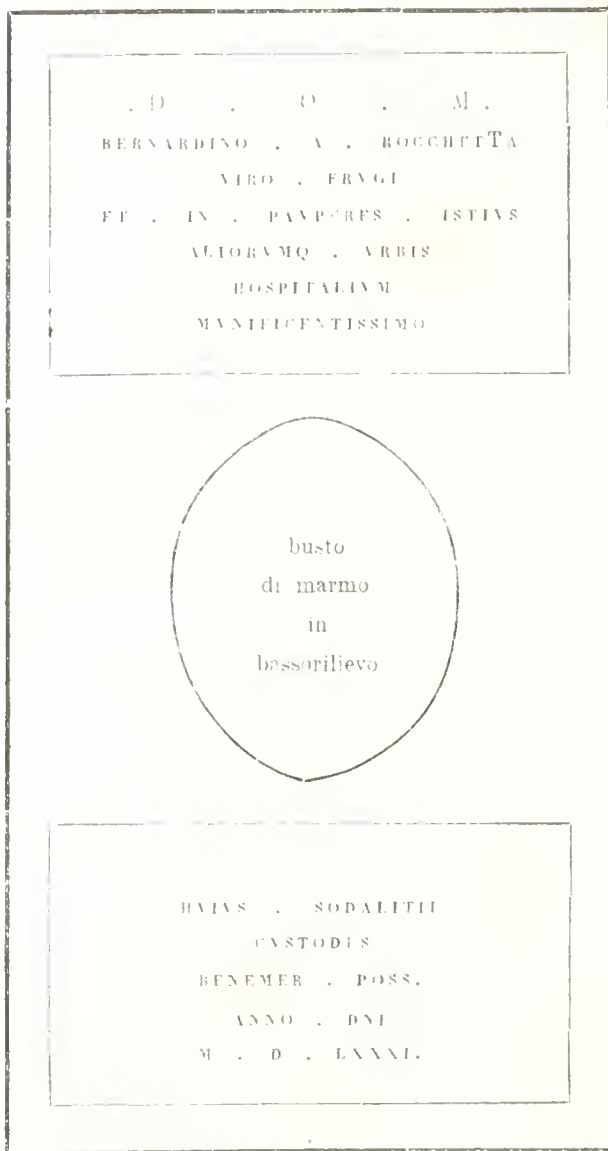 . D . O . M .
BERNARDINO . A . ROCCHETTA
VIRO . FRVGI
ET . IN . PAVPERES . ISTIVS
ALIORVMQ . VRBIS
HOSPITALIVM
MVNIFICENTISSIMO
busto
di marmo
in
bassorilievo
HVIVS . SODALITII
CVSTODES
BENEMER . POSS.
ANNO . DNI
M . D . LXXXI.